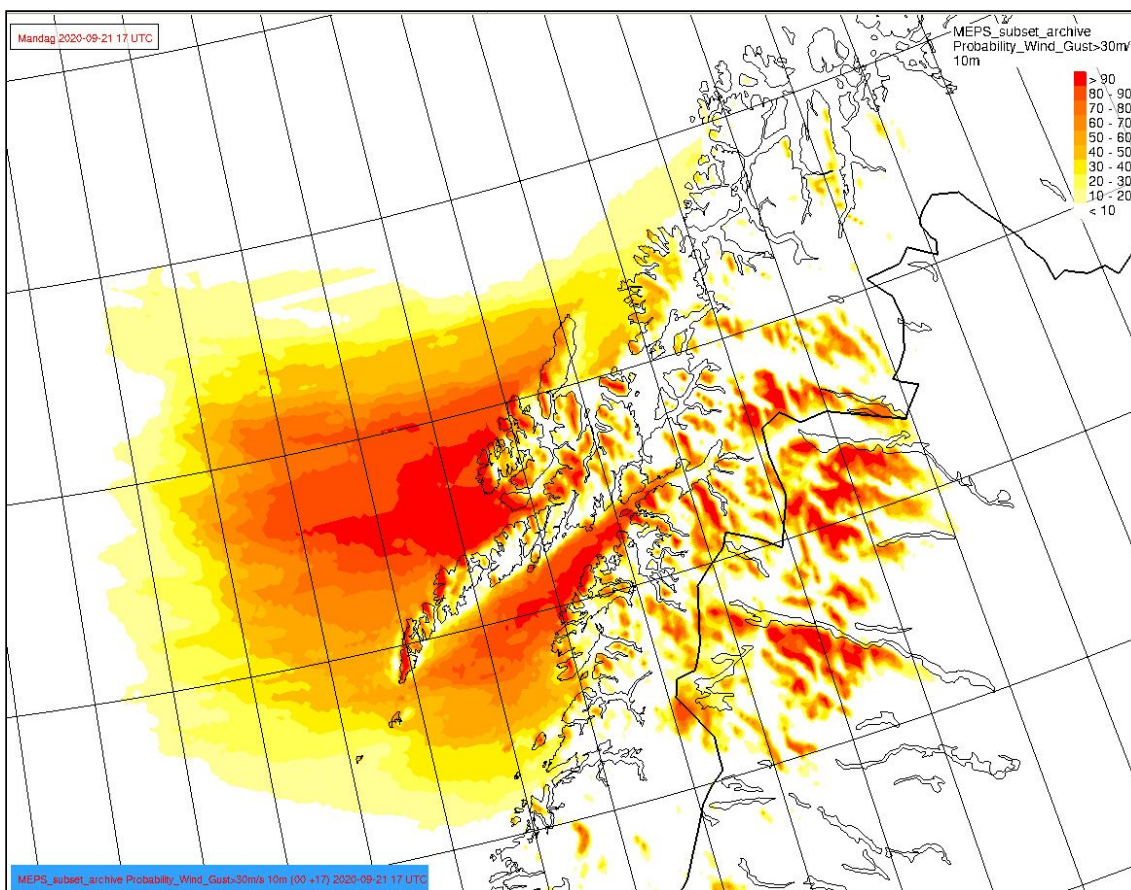 Mandag 2020-09-21 17 UTC
MEPS_subset_archive
Probability_Wind_Gust>30m/
10m
> 90
80 - 90
70 - 80
60 - 70
50 - 60
40 - 50
30 - 40
20 - 30
10 - 20
< 10
MEPS_subset_archive Probability_Wind_Gust>30m/s 10m (00 +17) 2020-09-21 17 UTC